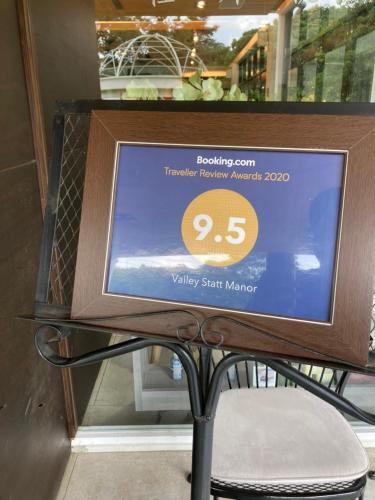 Booking.com
Traveller Review Awards 2020
9.5
Valley Statt Manor